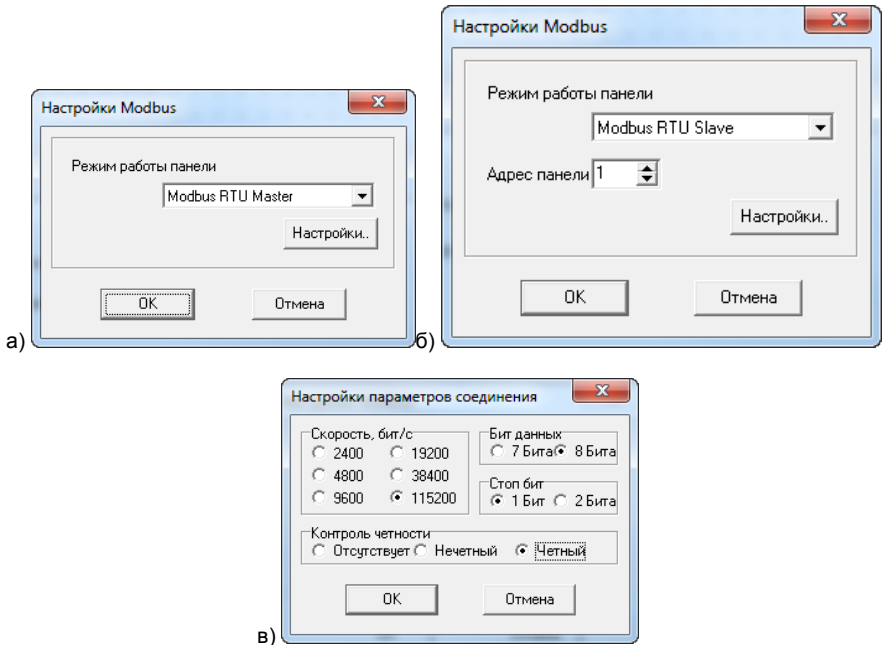 Настройки Modbus
Режим работы панели
Modbus RTU Master
Настройки..
OK Отмена
а)
Настройки Modbus
Режим работы панели
Modbus RTU Slave
Адрес панели 1
Настройки..
OK Отмена
б)
Настройки параметров соединения
Скорость, бит/с
2400 19200
4800 38400
9600 115200
Бит данных
7 Бита 8 Бита
Стоп бит
1 Бит 2 Бита
Контроль четности
Отсутствует Нечетный Четный
OK Отмена
в)